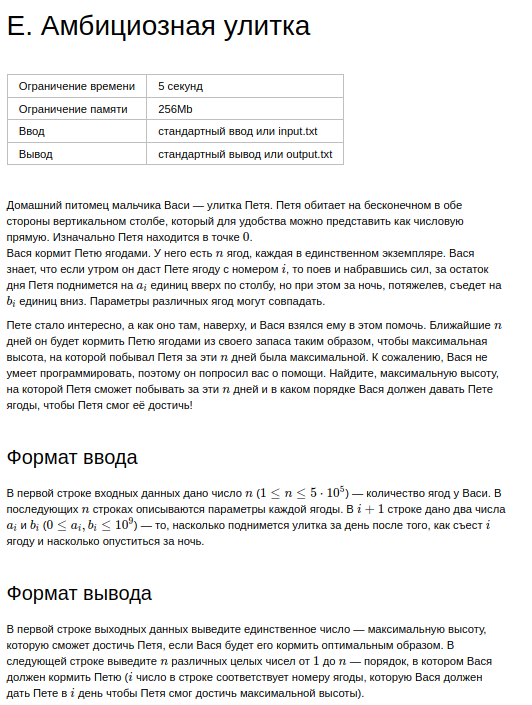 Е. Амбициозная улитка
Ограничение времени 5 секунд
Ограничение памяти 256Mb
Ввод стандартный ввод или input.txt
Вывод стандартный вывод или output.txt
Домашний питомец мальчика Васи — улитка Петя. Петя обитает на бесконечном в обе
стороны вертикальном столбе, который для удобства можно представить как числовую
прямую. Изначально Петя находится в точке 0.
Вася кормит Петю ягодами. У него есть n ягод, каждая в единственном экземпляре. Вася
знает, что если утром он даст Пете ягоду с номером i, то поев и набравшись сил, за остаток
дня Петя поднимется на a_i единиц вверх по столбу, но при этом за ночь, потяжелев, съедет на
b_i единиц вниз. Параметры различных ягод могут совпадать.
Пете стало интересно, а как оно там, наверху, и Вася взялся ему в этом помочь. Ближайшие n
дней он будет кормить Петю ягодами из своего запаса таким образом, чтобы максимальная
высота, на которой побывал Петя за эти n дней была максимальной. К сожалению, Вася не
умеет программировать, поэтому он попросил вас о помощи. Найдите, максимальную высоту,
на которой Петя сможет побывать за эти n дней и в каком порядке Вася должен давать Пете
ягоды, чтобы Петя смог её достичь!
Формат ввода
В первой строке входных данных дано число n (1 ≤ n ≤ 5 · 10^5) — количество ягод у Васи. В
последующих n строках описываются параметры каждой ягоды. В i + 1 строке дано два числа
a_i и b_i (0 ≤ a_i, b_i ≤ 10^9) — то, насколько поднимется улитка за день после того, как съест i
ягоду и насколько опуститься за ночь.
Формат вывода
В первой строке выходных данных выведите единственное число — максимальную высоту,
которую сможет достичь Петя, если Вася будет его кормить оптимальным образом. В
следующей строке выведите n различных целых чисел от 1 до n — порядок, в котором Вася
должен кормить Петю (i число в строке соответствует номеру ягоды, которую Вася должен
дать Пете в i день чтобы Петя смог достичь максимальной высоты).